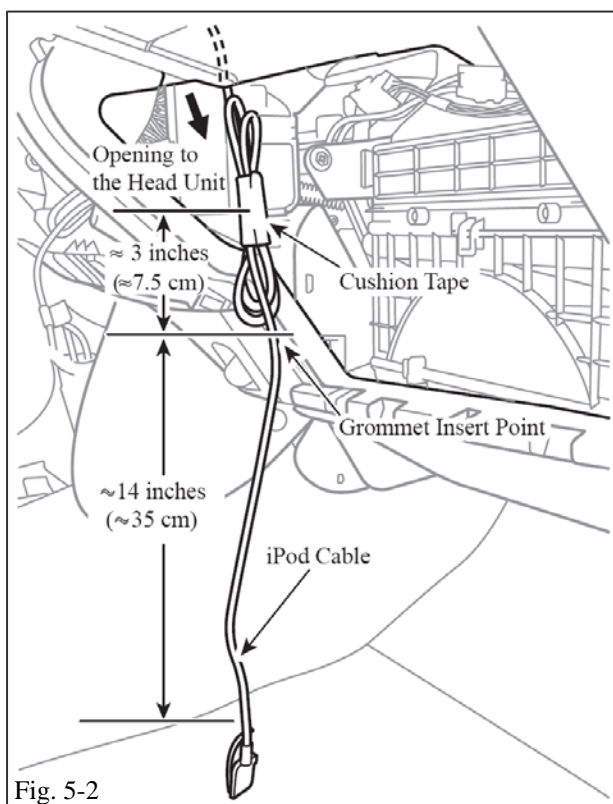 Opening to
the Head Unit
≈ 3 inches
(≈7.5 cm)
Cushion Tape
Grommet Insert Point
≈14 inches
(≈35 cm)
iPod Cable
Fig. 5-2